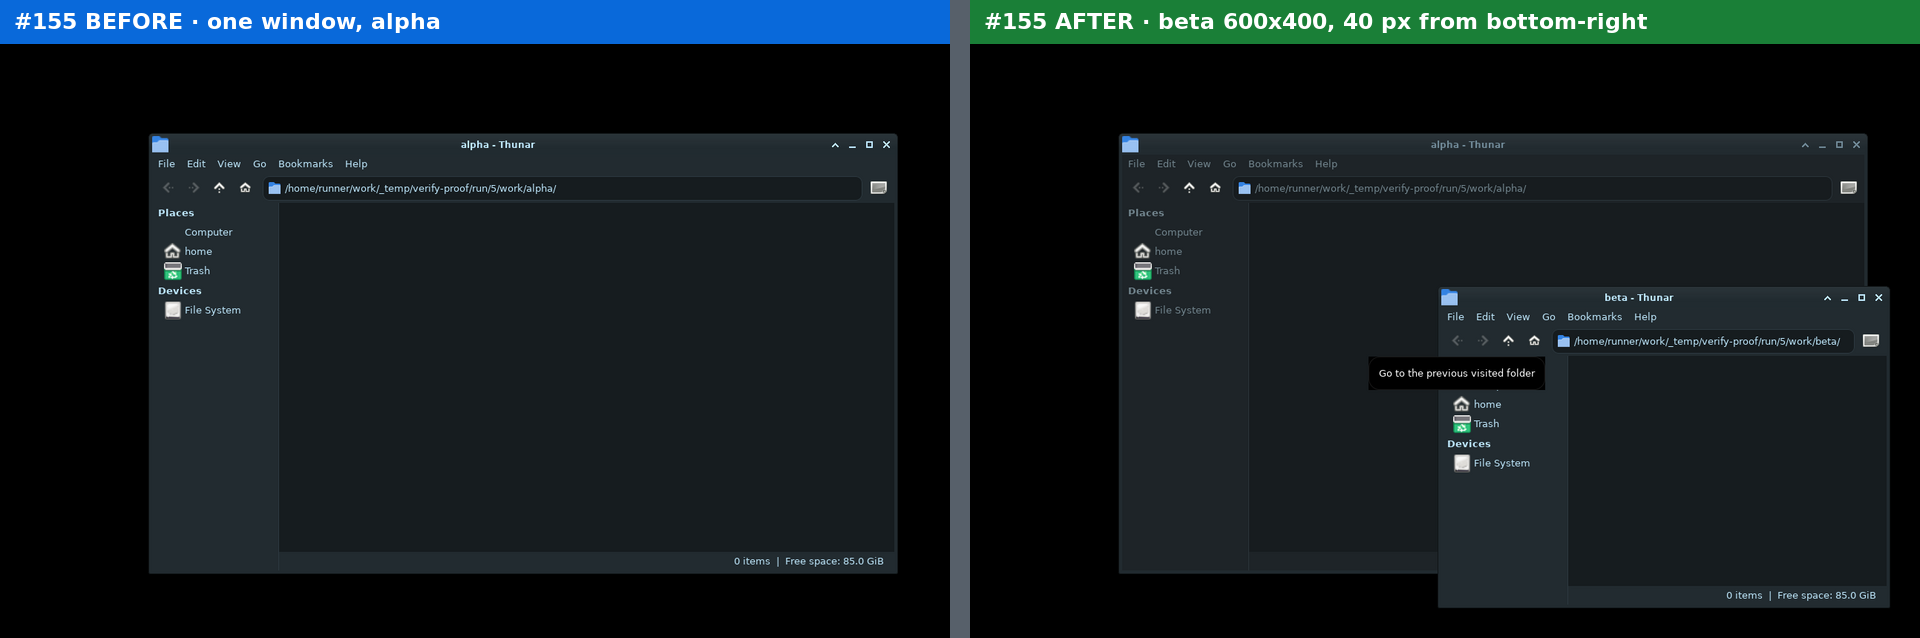 #155 BEFORE · one window, alpha
alpha - Thunar
File Edit View Go Bookmarks Help
/home/runner/work/_temp/verify-proof/run/5/work/alpha/
Places
Computer
home
Trash
Devices
File System
0 items | Free space: 85.0 GiB
#155 AFTER · beta 600x400, 40 px from bottom-right
alpha - Thunar
File Edit View Go Bookmarks Help
/home/runner/work/_temp/verify-proof/run/5/work/alpha/
Places
Computer
home
Trash
Devices
File System
beta - Thunar
File Edit View Go Bookmarks Help
/home/runner/work/_temp/verify-proof/run/5/work/beta/
Go to the previous visited folder
home
Trash
Devices
File System
0 items | Free space: 85.0 GiB